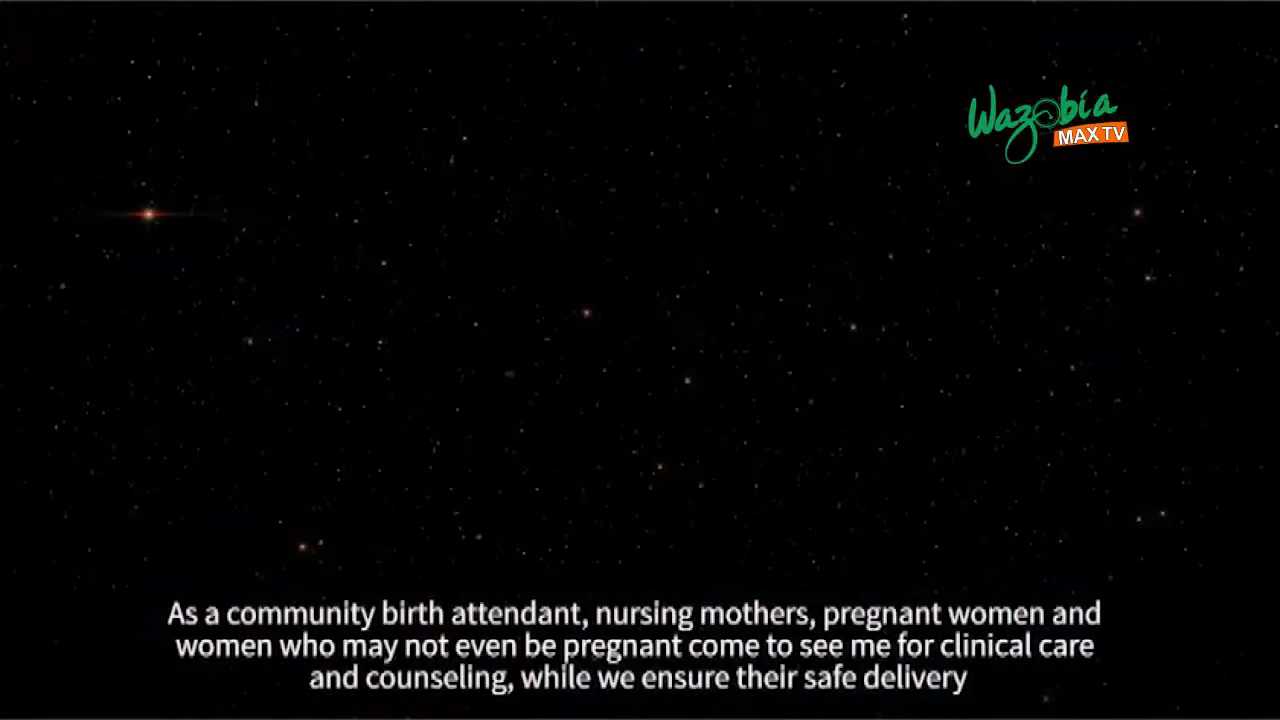 Wazobia
MAX TV
As a community birth attendant, nursing mothers, pregnant women and
women who may not even be pregnant come to see me for clinical care
and counseling, while we ensure their safe delivery